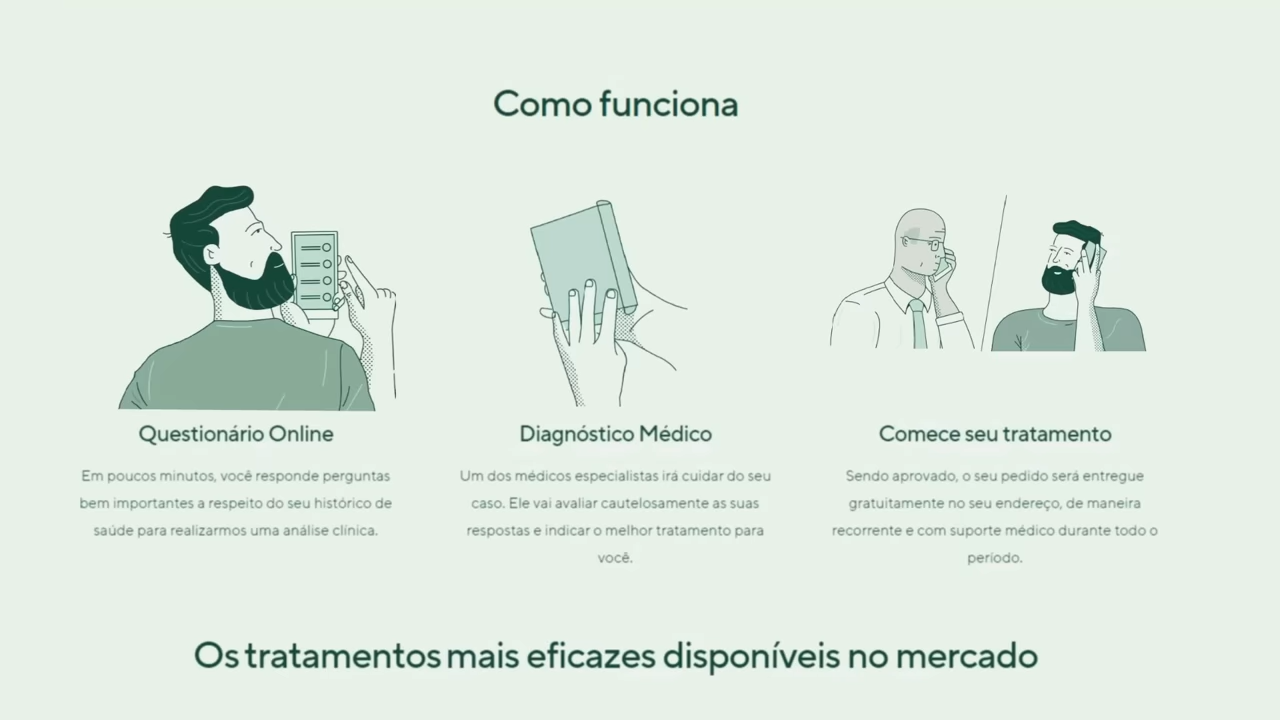 Como funciona
Questionário Online
Em poucos minutos, você responde perguntas
bem importantes a respeito do seu histórico de
saúde para realizarmos uma análise clínica.
Diagnóstico Médico
Um dos médicos especialistas irá cuidar do seu
caso. Ele vai avaliar cautelosamente as suas
respostas e indicar o melhor tratamento para
você.
Comece seu tratamento
Sendo aprovado, o seu pedido será entregue
gratuitamente no seu endereço, de maneira
recorrente e com suporte médico durante todo o
período.
Os tratamentos mais eficazes disponíveis no mercado